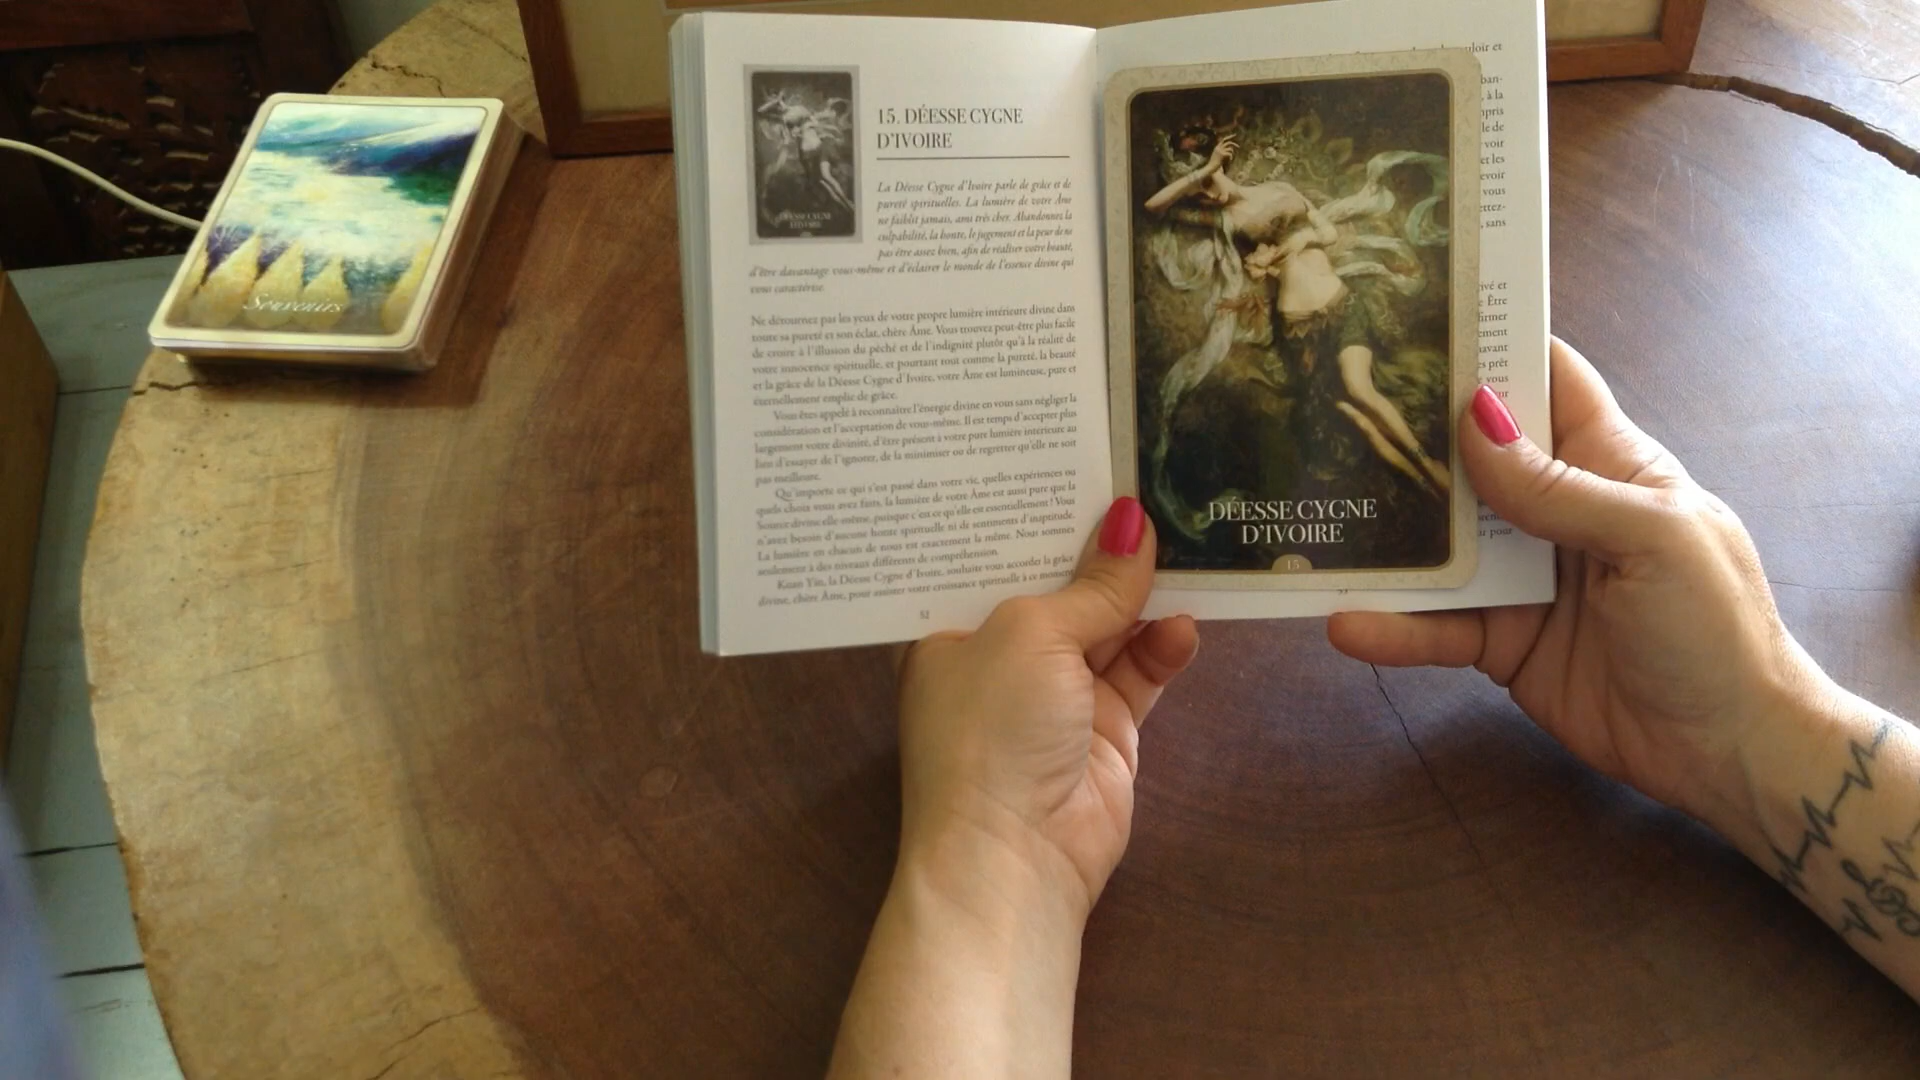 Souvenirs
15. DÉESSE CYGNE
D'IVOIRE
La Déesse Cygne d'Ivoire parle de grâce et de
pureté spirituelles. La lumière de votre Âme
ne faiblit jamais, ami très cher. Abandonnez la
culpabilité, la honte, le jugement et la peur de ne
pas être assez bien, afin de réaliser votre beauté,
d'être davantage vous-même et d'éclairer le monde de l'essence divine qui
vous caractérise.
Ne détournez pas les yeux de votre propre lumière intérieure divine dans
toute sa pureté et son éclat, chère Âme. Vous trouvez peut-être plus facile
de croire à l'illusion du péché et de l'indignité plutôt qu'à la réalité de
votre innocence spirituelle, et pourtant tout comme la pureté, la beauté
et la grâce de la Déesse Cygne d'Ivoire, votre Âme est lumineuse, pure et
éternellement emplie de grâce.
Vous êtes appelé à reconnaître l'énergie divine en vous sans négliger la
considération et l'acceptation de vous-même. Il est temps d'accepter plus
largement votre divinité, d'être présent à votre pure lumière intérieure au
lieu d'essayer de l'ignorer, de la minimiser ou de regretter qu'elle ne soit
pas meilleure.
Qu'importe ce qui s'est passé dans votre vie, quelles expériences ou
quels choix vous avez faits, la lumière de votre Âme est aussi pure que la
Source divine elle-même, puisque c'est ce qu'elle est essentiellement ! Vous
n'avez besoin d'aucune honte spirituelle ni de sentiments d'inaptitude.
La lumière en chacun de nous est exactement la même. Nous sommes
seulement à des niveaux différents de compréhension.
Kuan Yin, la Déesse Cygne d'Ivoire, souhaite vous accorder la grâce
divine, chère Âme, pour assister votre croissance spirituelle à ce moment
52
DÉESSE CYGNE
D'IVOIRE
15